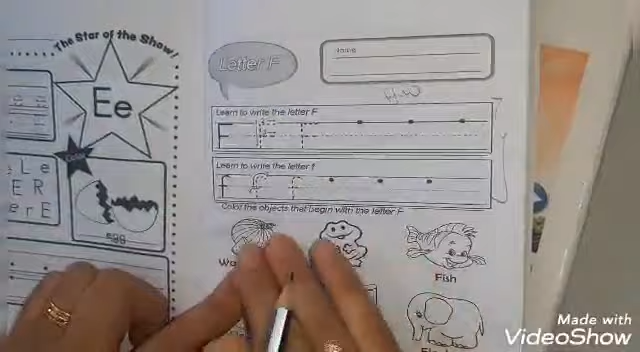 The Star of the Show!
Ee
egg
Letter F
Name
H.W
Learn to write the letter F
F F F
Learn to write the letter f
f f f
Color the objects that begin with the letter F
Fish
Made with
VideoShow